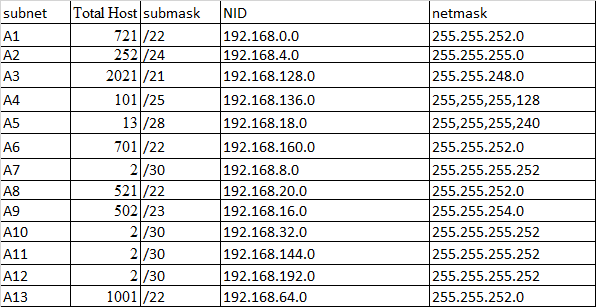 subnet Total Host submask NID netmask
A1 721 /22 192.168.0.0 255.255.252.0
A2 252 /24 192.168.4.0 255.255.255.0
A3 2021 /21 192.168.128.0 255.255.248.0
A4 101 /25 192.168.136.0 255,255,255,128
A5 13 /28 192.168.18.0 255,255,255,240
A6 701 /22 192.168.160.0 255.255.252.0
A7 2 /30 192.168.8.0 255.255.255.252
A8 521 /22 192.168.20.0 255.255.252.0
A9 502 /23 192.168.16.0 255.255.254.0
A10 2 /30 192.168.32.0 255.255.255.252
A11 2 /30 192.168.144.0 255.255.255.252
A12 2 /30 192.168.192.0 255.255.255.252
A13 1001 /22 192.168.64.0 255.255.252.0